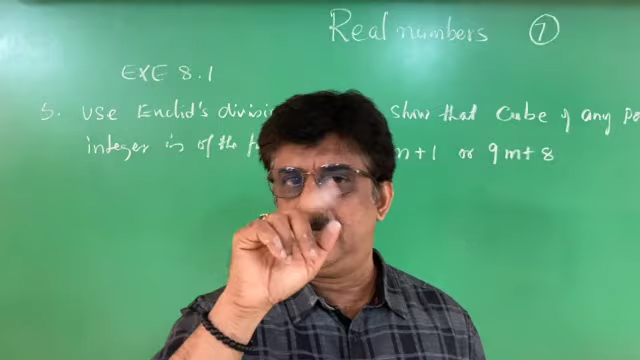 Real numbers 7
EXE 8.1
5. Use Euclid's divisi show that Cube of any Po
integer is of the f m+1 or 9m+8